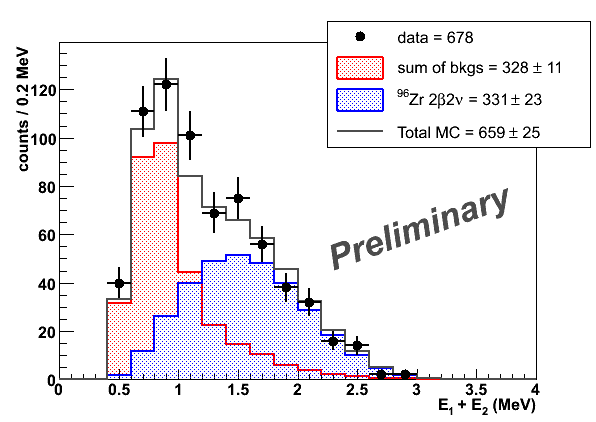 data = 678
sum of bkgs = 328 ± 11
⁹⁶Zr 2β2ν = 331 ± 23
Total MC = 659 ± 25
Preliminary
counts / 0.2 MeV
120
100
80
60
40
20
0
0 0.5 1 1.5 2 2.5 3 3.5 4
E₁ + E₂ (MeV)